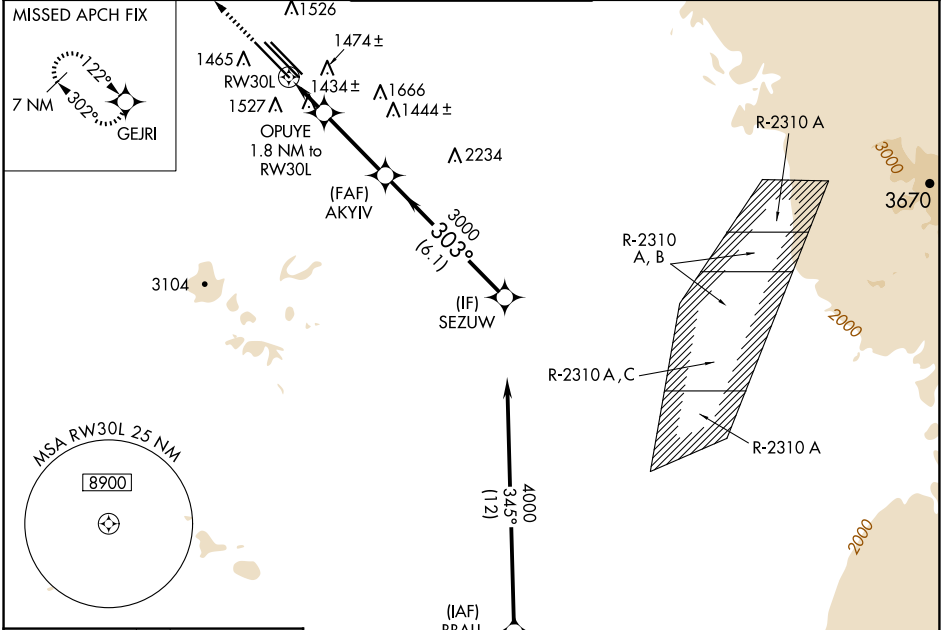 MISSED APCH FIX
122°
302°
7 NM
GEJRI
1526
1474±
1465
RW30L
1434±
1666
1527
1444±
OPUYE
1.8 NM to
RW30L
2234
(FAF)
AKYIV
3000
303°
(6.1)
(IF)
SEZUW
3104
R-2310 A
3000
3670
R-2310
A, B
2000
R-2310 A, C
R-2310 A
MSA RW30L 25 NM
8900
4000
345°
(12)
2000
(IAF)